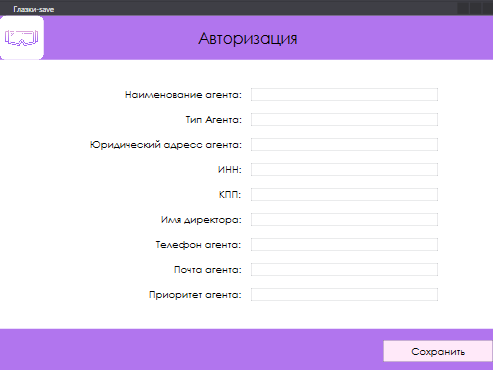 Глазки-save
Авторизация
Наименование агента:
Тип Агента:
Юридический адресс агента:
ИНН:
КПП:
Имя директора:
Телефон агента:
Почта агента:
Приоритет агента:
Сохранить